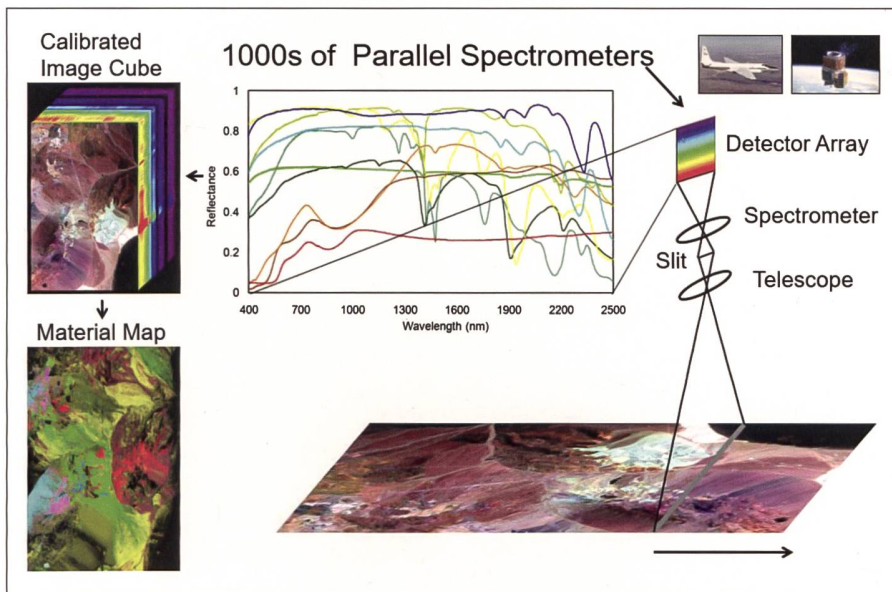 Calibrated
Image Cube
1000s of Parallel Spectrometers
Detector Array
Spectrometer
Slit
Telescope
Reflectance
1
0.8
0.6
0.4
0.2
0
400 700 1000 1300 1600 1900 2200 2500
Wavelength (nm)
Material Map